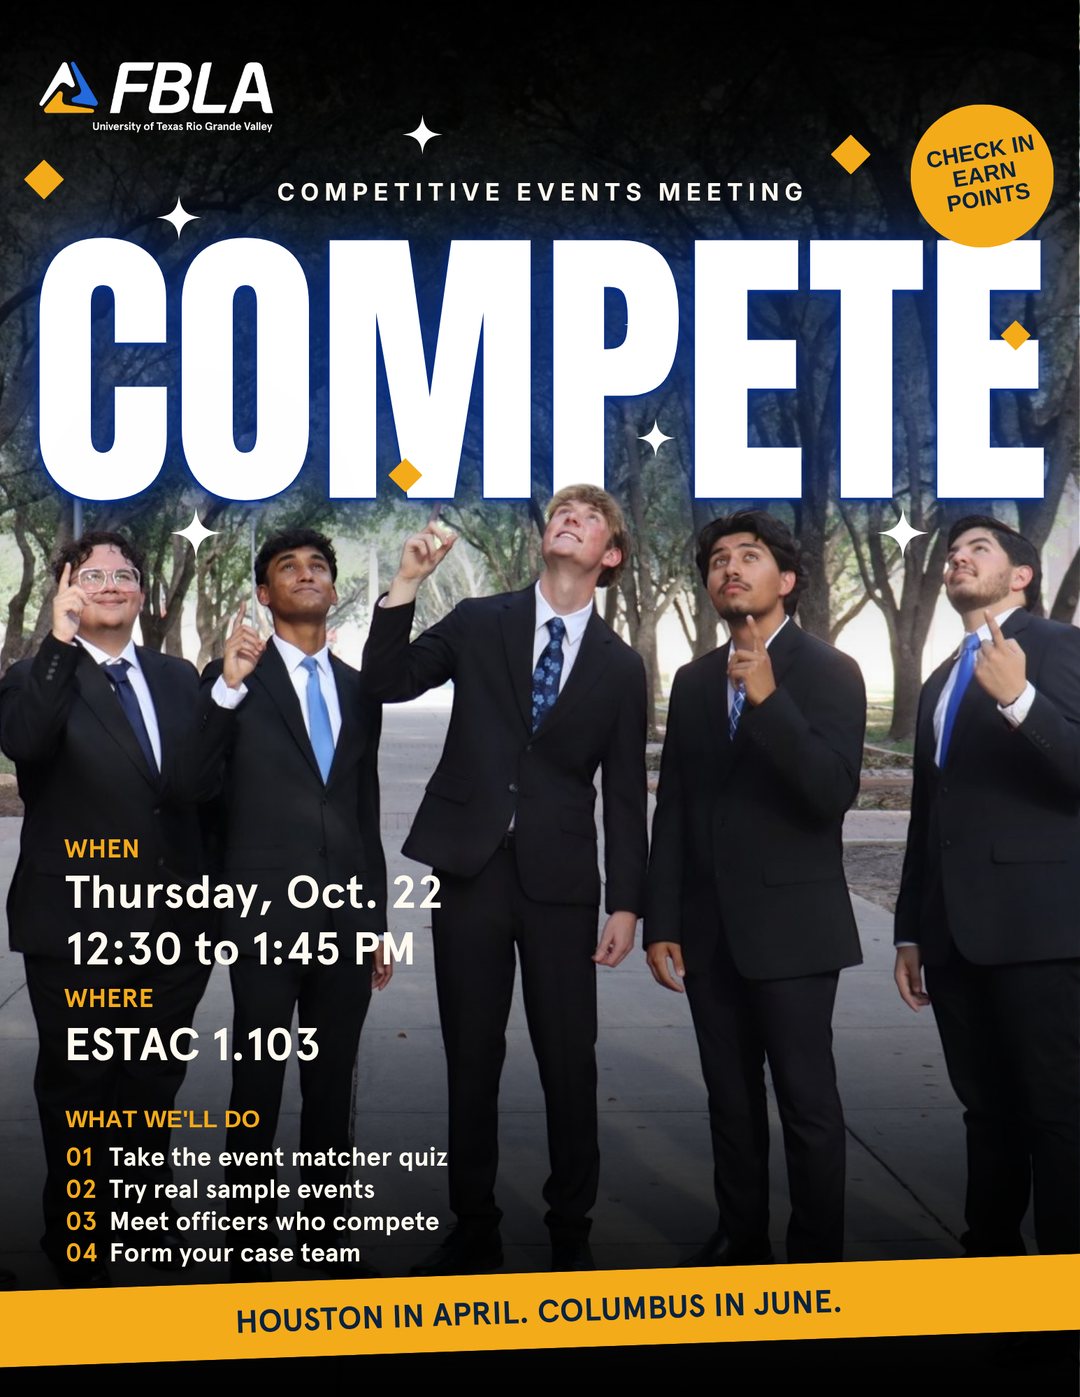 FBLA
University of Texas Rio Grande Valley
CHECK IN
EARN
POINTS
COMPETITIVE EVENTS MEETING
COMPETE
WHEN
Thursday, Oct. 22
12:30 to 1:45 PM
WHERE
ESTAC 1.103
WHAT WE'LL DO
01 Take the event matcher quiz
02 Try real sample events
03 Meet officers who compete
04 Form your case team
HOUSTON IN APRIL. COLUMBUS IN JUNE.